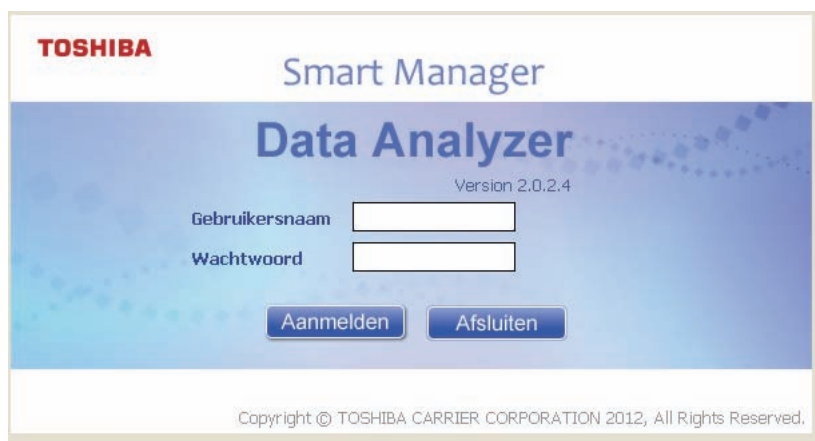 TOSHIBA
Smart Manager
Data Analyzer
Version 2.0.2.4
Gebruikersnaam
Wachtwoord
Aanmelden Afsluiten
Copyright © TOSHIBA CARRIER CORPORATION 2012, All Rights Reserved.